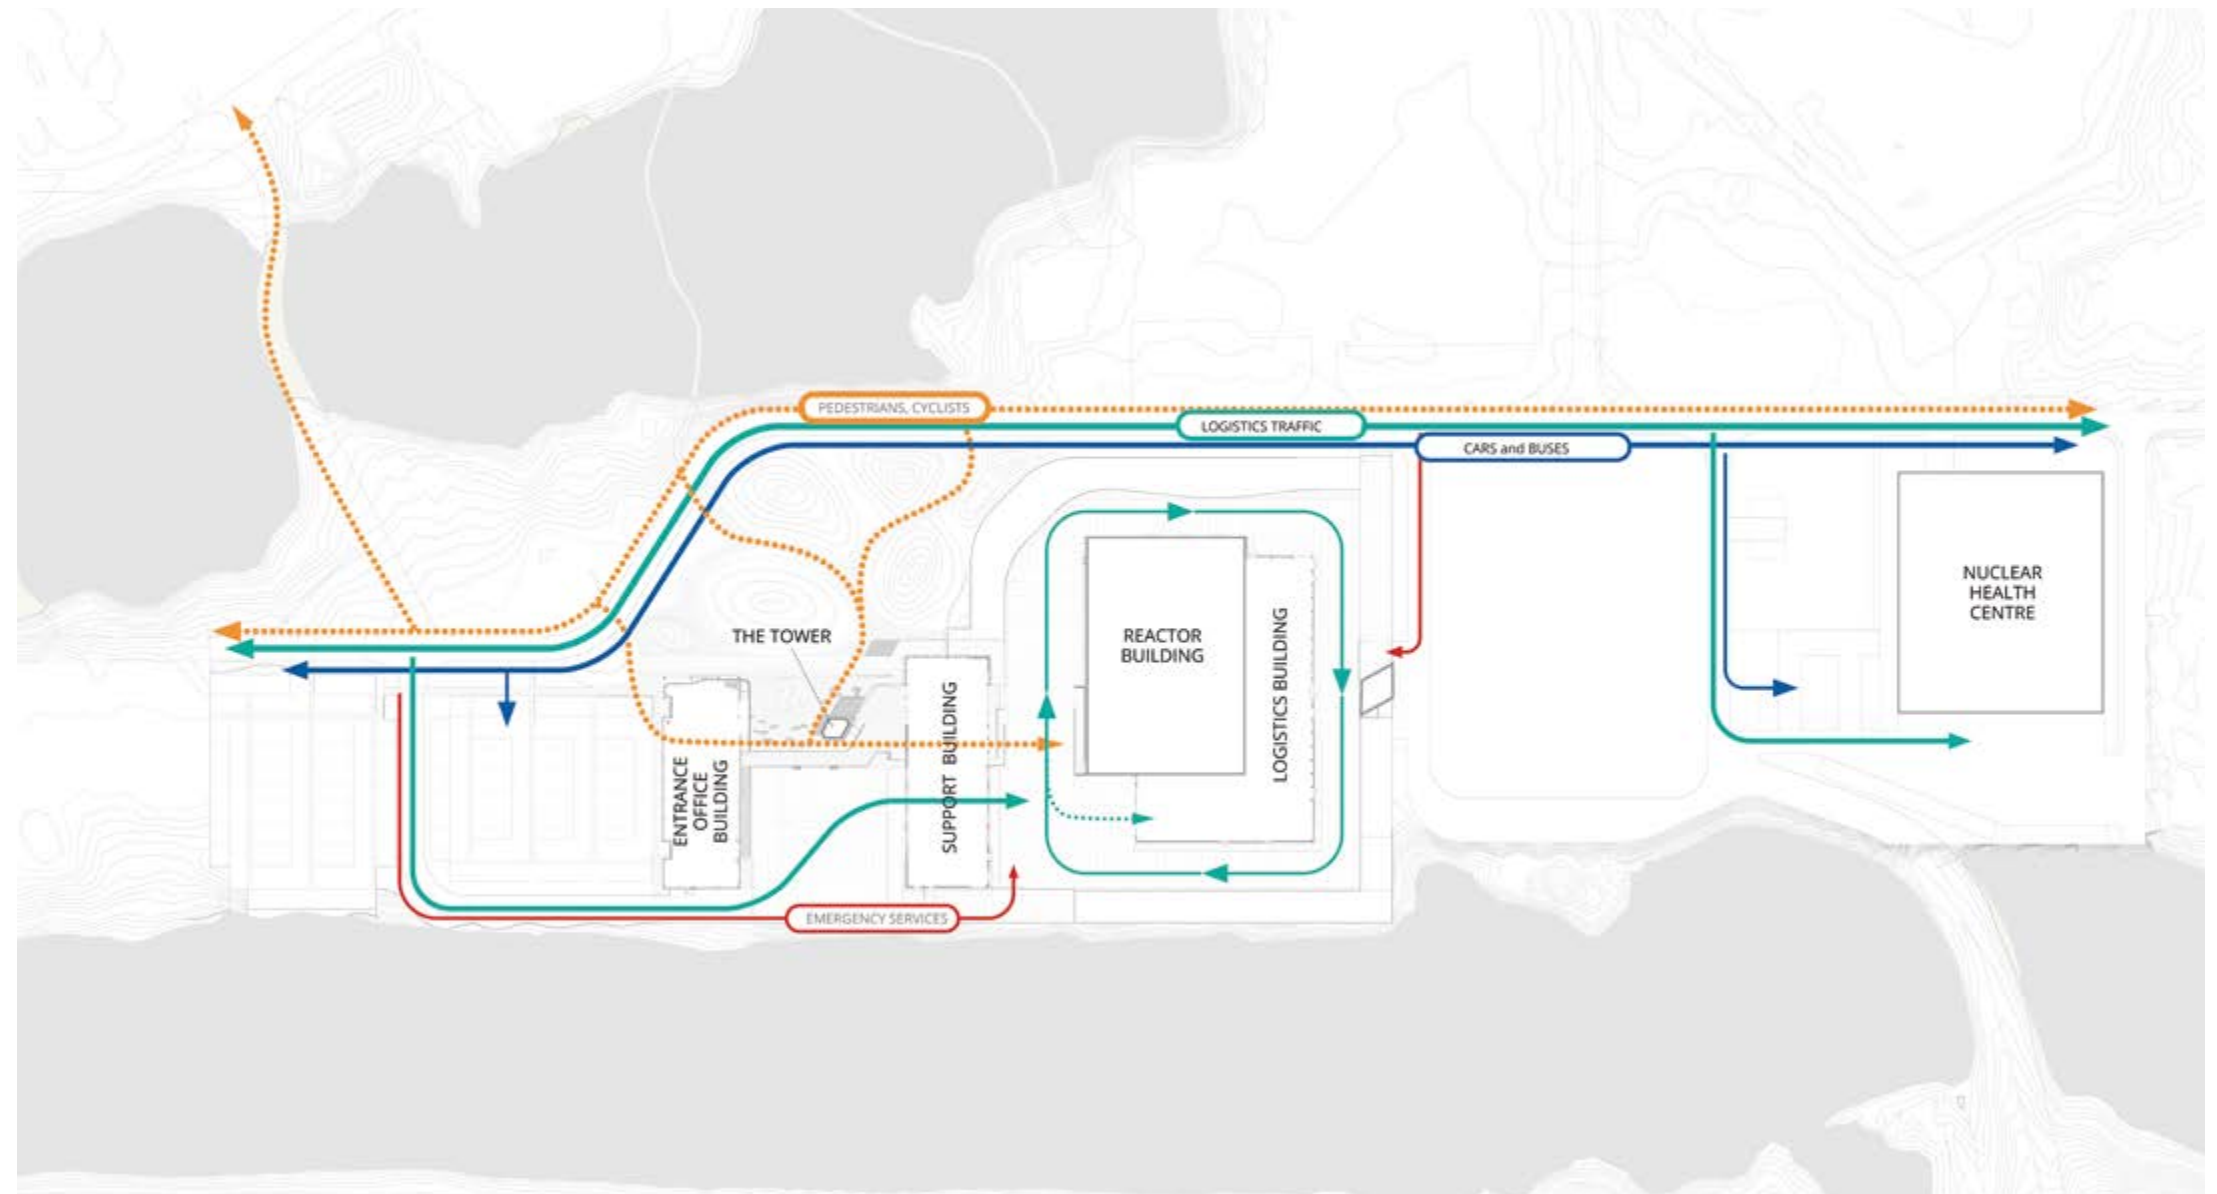 PEDESTRIANS, CYCLISTS
LOGISTICS TRAFFIC
CARS and BUSES
NUCLEAR
HEALTH
CENTRE
THE TOWER
REACTOR
BUILDING
LOGISTICS BUILDING
SUPPORT BUILDING
ENTRANCE
OFFICE
BUILDING
EMERGENCY SERVICES